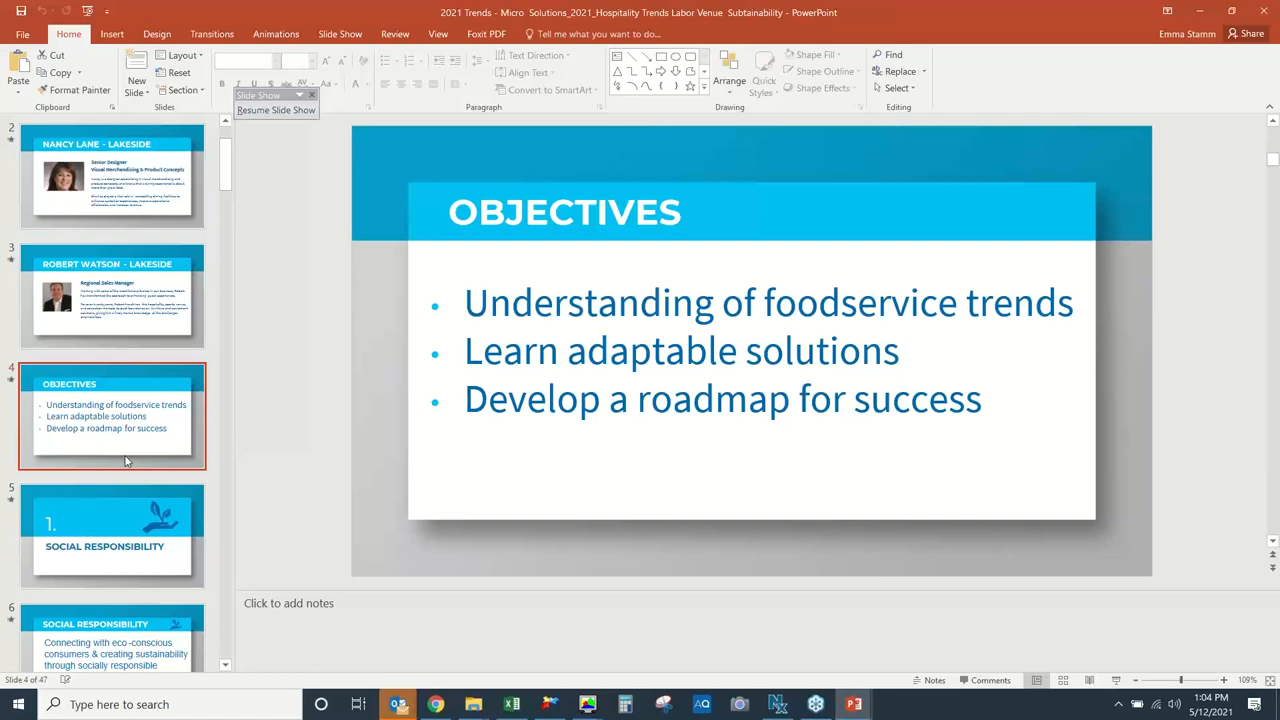 2021 Trends - Micro Solutions_2021_Hospitality Trends Labor Venue Subtainability - PowerPoint
Emma Stamm
Share
File
Home
Insert
Design
Transitions
Animations
Slide Show
Review
View
Foxit PDF
Tell me what you want to do...
Paste
Cut
Copy
Format Painter
Clipboard
New
Slide
Layout
Reset
Section
Slides
Slide Show
Resume Slide Show
Text Direction
Align Text
Convert to SmartArt
Paragraph
Arrange
Quick
Styles
Shape Fill
Shape Outline
Shape Effects
Drawing
Find
Replace
Select
Editing
2
NANCY LANE - LAKESIDE
Senior Designer
Visual Merchandising & Product Concepts
3
ROBERT WATSON - LAKESIDE
Regional Sales Manager
4
OBJECTIVES
· Understanding of foodservice trends
· Learn adaptable solutions
· Develop a roadmap for success
5
1.
SOCIAL RESPONSIBILITY
6
SOCIAL RESPONSIBILITY
Connecting with eco-conscious
consumers & creating sustainability
through socially responsible
OBJECTIVES
• Understanding of foodservice trends
• Learn adaptable solutions
• Develop a roadmap for success
Click to add notes
Slide 4 of 47
Notes
Comments
109%
Type here to search
1:04 PM
5/12/2021